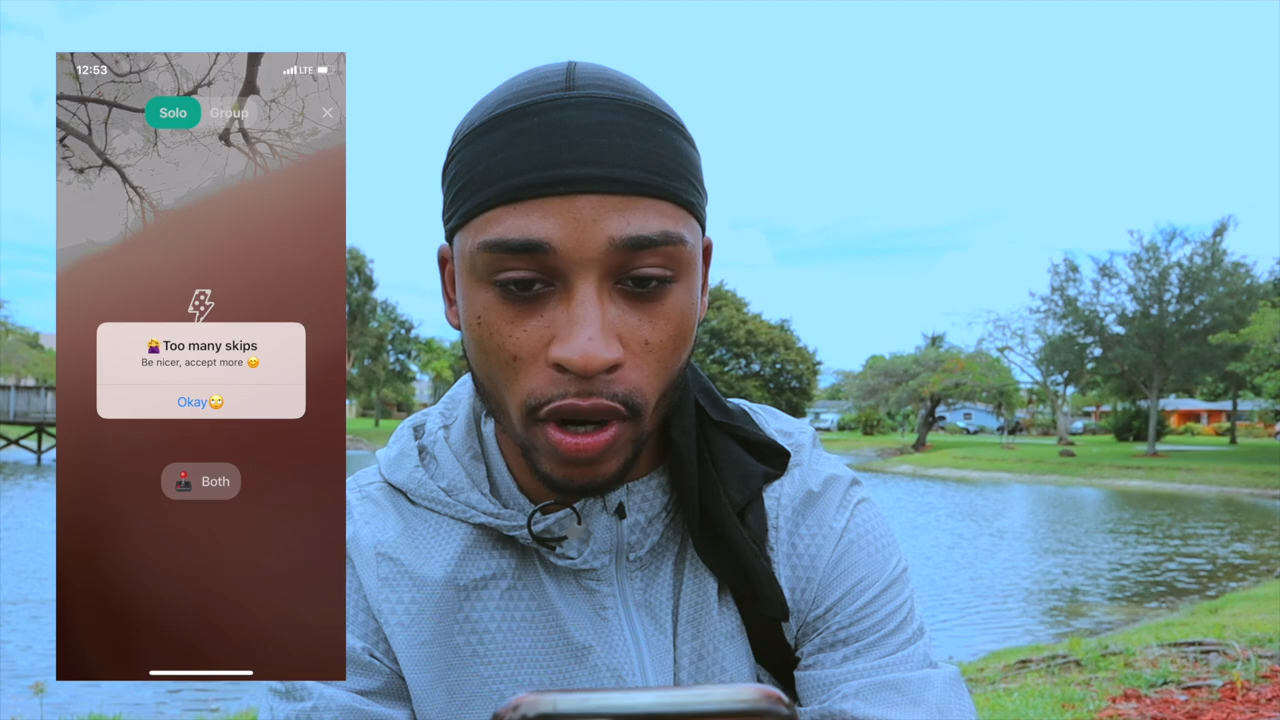 12:53
LTE
Solo
Group
🤷‍♀️Too many skips
Be nicer, accept more 😊
Okay🙄
🕹️ Both